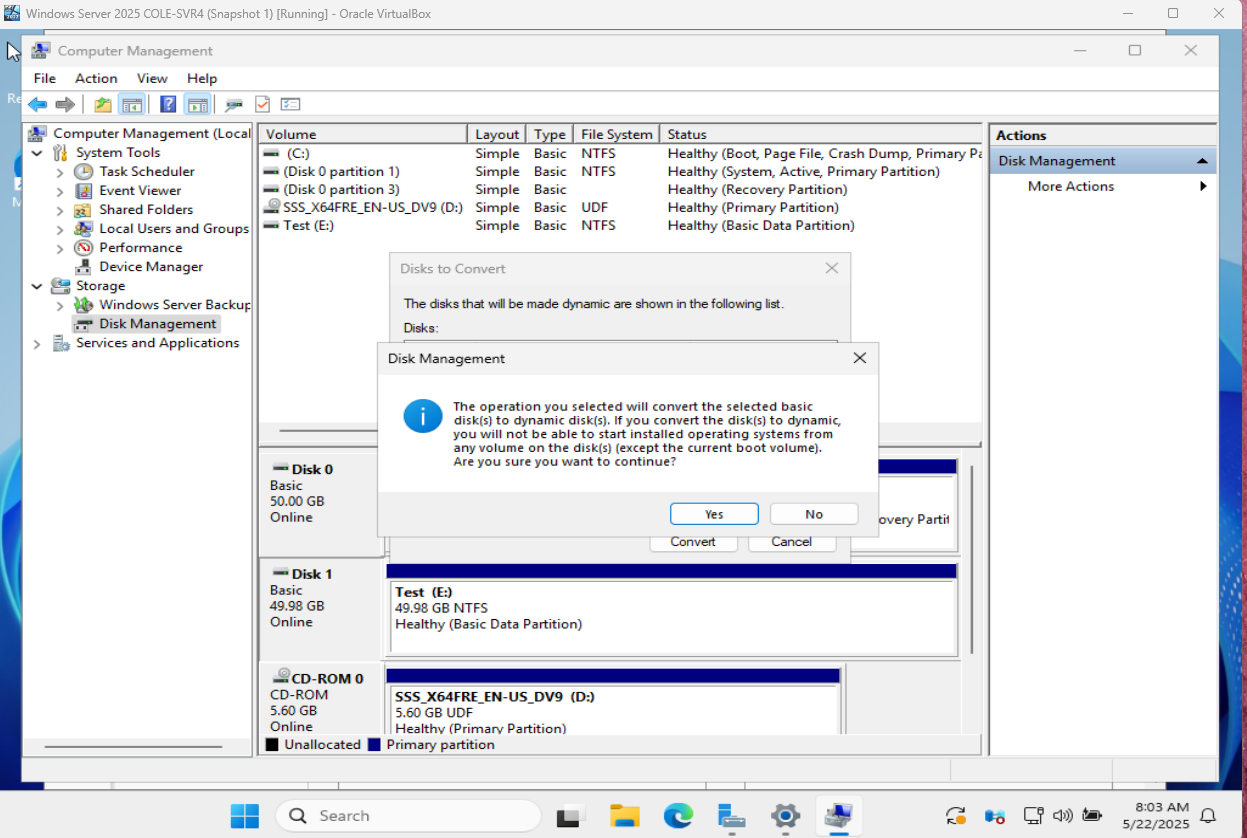 Windows Server 2025 COLE-SVR4 (Snapshot 1) [Running] - Oracle VirtualBox
Computer Management
File Action View Help
Re
Computer Management (Local
System Tools
Task Scheduler
Event Viewer
Shared Folders
Local Users and Groups
Performance
Device Manager
Storage
Windows Server Backup
Disk Management
Services and Applications
Volume Layout Type File System Status
(C:) Simple Basic NTFS Healthy (Boot, Page File, Crash Dump, Primary Pa
(Disk 0 partition 1) Simple Basic NTFS Healthy (System, Active, Primary Partition)
(Disk 0 partition 3) Simple Basic Healthy (Recovery Partition)
SSS_X64FRE_EN-US_DV9 (D:) Simple Basic UDF Healthy (Primary Partition)
Test (E:) Simple Basic NTFS Healthy (Basic Data Partition)
Actions
Disk Management
More Actions
Disks to Convert
The disks that will be made dynamic are shown in the following list.
Disks:
Disk Management
The operation you selected will convert the selected basic
disk(s) to dynamic disk(s). If you convert the disk(s) to dynamic,
you will not be able to start installed operating systems from
any volume on the disk(s) (except the current boot volume).
Are you sure you want to continue?
Yes No
Convert Cancel
Disk 0
Basic
50.00 GB
Online
overy Partit
Disk 1
Basic
49.98 GB
Online
Test (E:)
49.98 GB NTFS
Healthy (Basic Data Partition)
CD-ROM 0
CD-ROM
5.60 GB
Online
SSS_X64FRE_EN-US_DV9 (D:)
5.60 GB UDF
Healthy (Primary Partition)
Unallocated Primary partition
Search
8:03 AM
5/22/2025